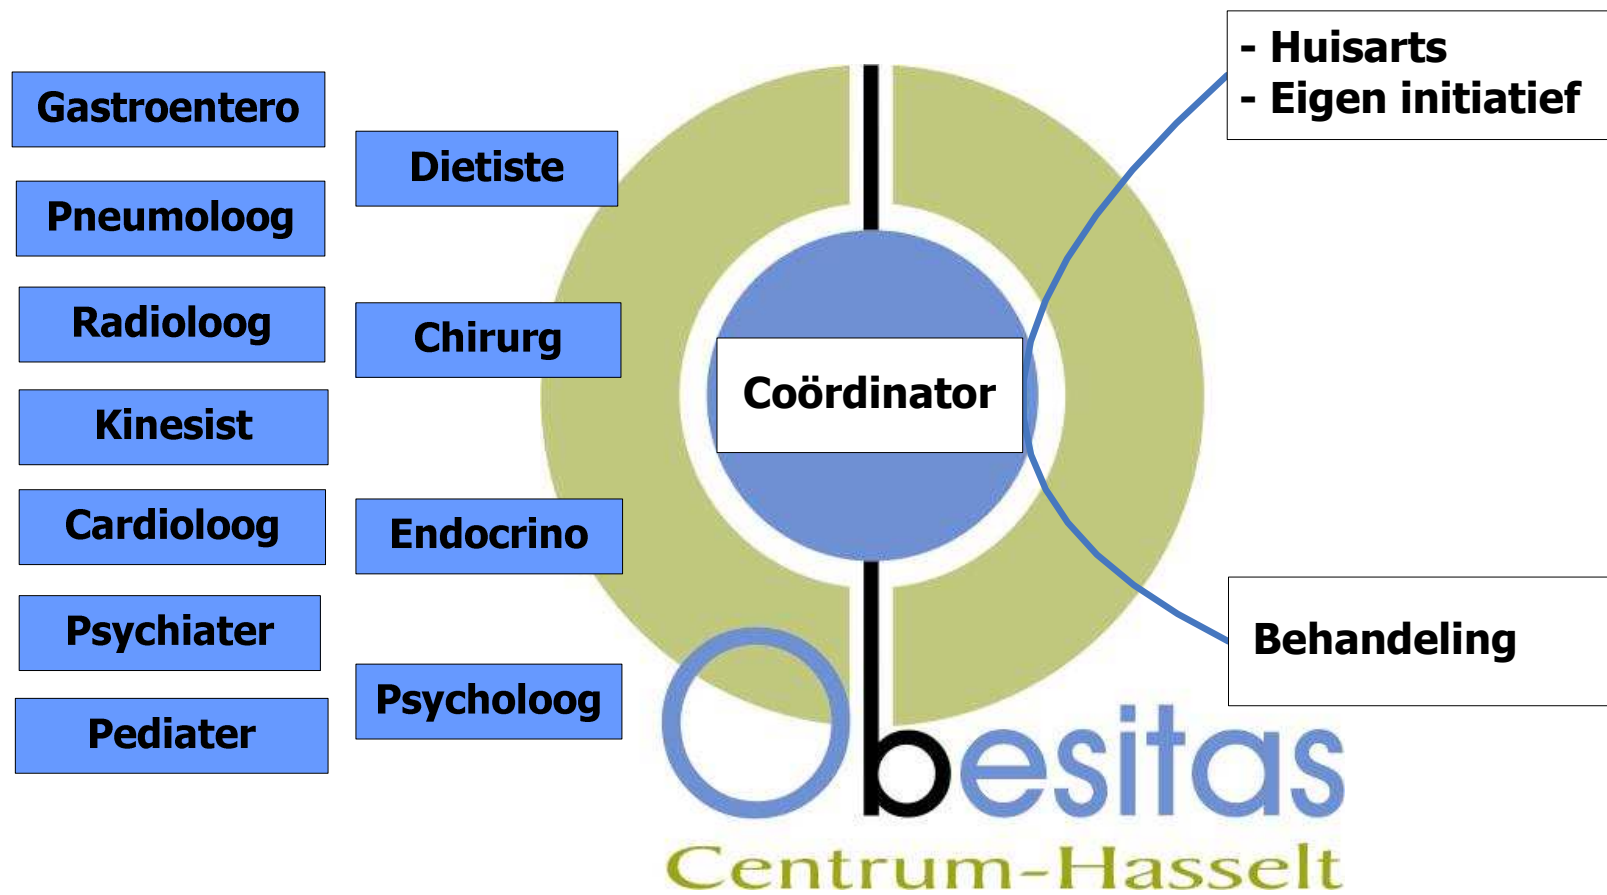 Gastroentero
Pneumoloog
Radioloog
Kinesist
Cardioloog
Psychiater
Pediater
Dietiste
Chirurg
Endocrino
Psycholoog
Coördinator
- Huisarts
- Eigen initiatief
Behandeling
Obesitas
Centrum-Hasselt